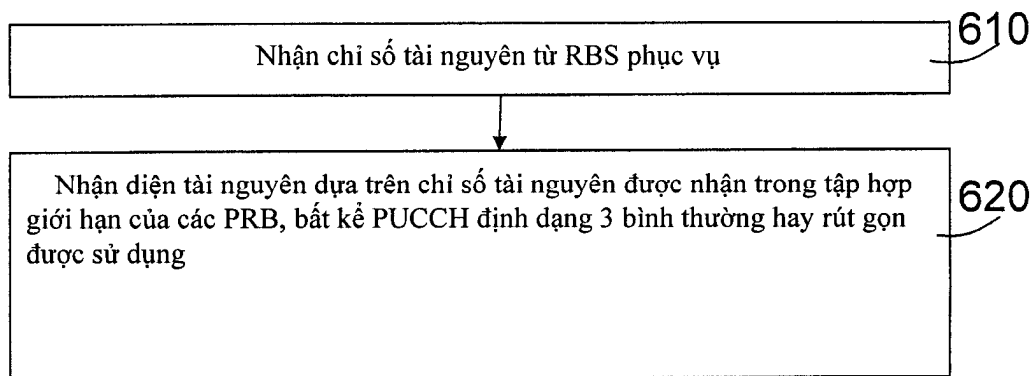 610
Nhận chỉ số tài nguyên từ RBS phục vụ
Nhận diện tài nguyên dựa trên chỉ số tài nguyên được nhận trong tập hợp
giới hạn của các PRB, bất kể PUCCH định dạng 3 bình thường hay rút gọn
được sử dụng
620